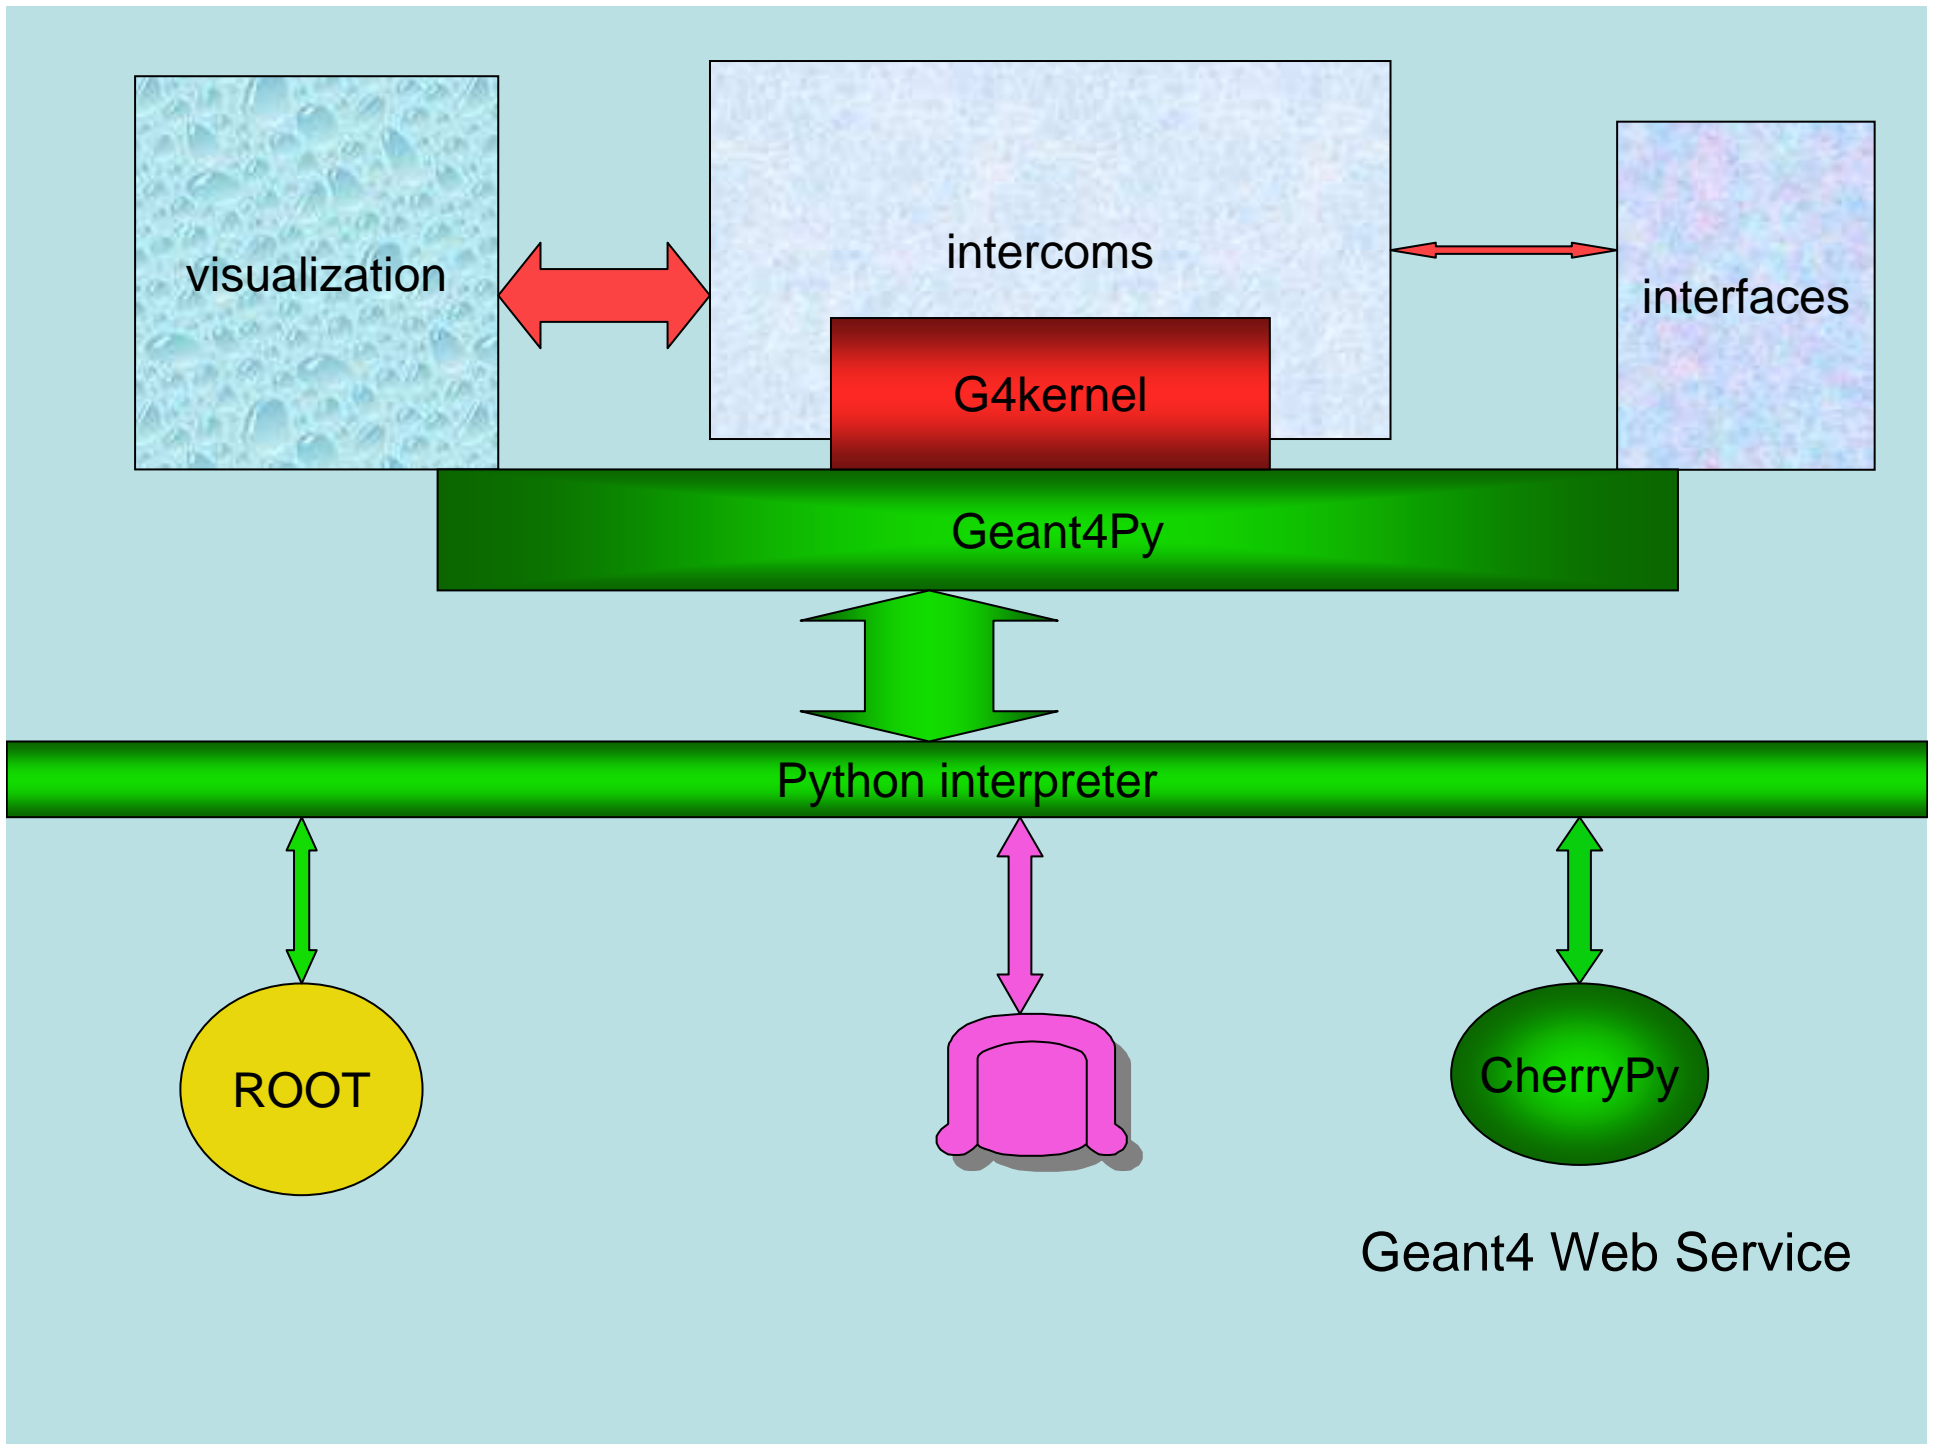 visualization
intercoms
interfaces
G4kernel
Geant4Py
Python interpreter
ROOT
CherryPy
Geant4 Web Service